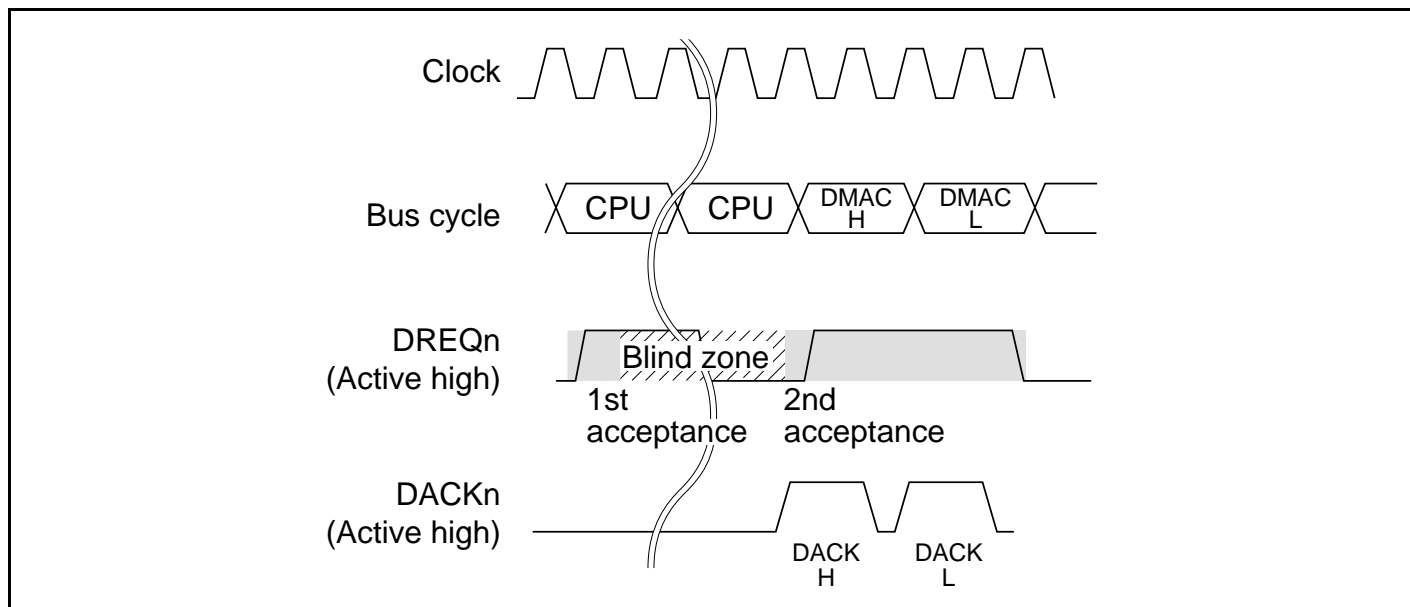 Clock
Bus cycle
CPU
CPU
DMAC
H
DMAC
L
DREQn
(Active high)
Blind zone
1st
acceptance
2nd
acceptance
DACKn
(Active high)
DACK
H
DACK
L